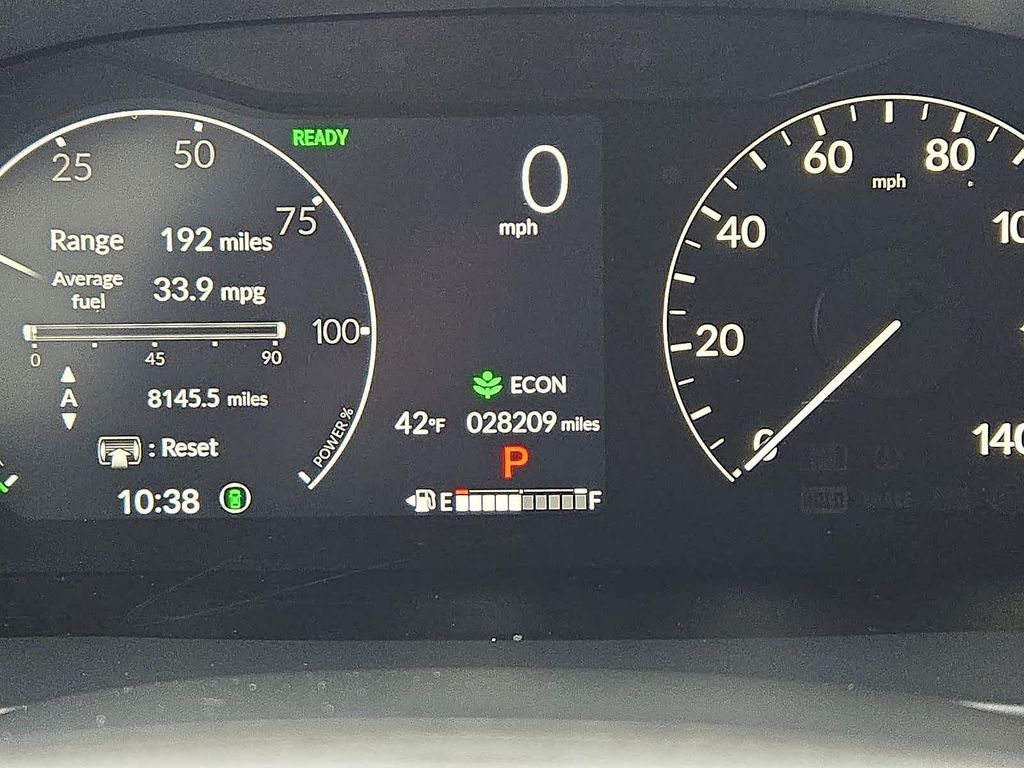 25
50
75
100
POWER %
READY
Range 192 miles
Average fuel 33.9 mpg
0 45 90
A 8145.5 miles
: Reset
10:38
0
mph
ECON
42°F 028209 miles
P
E F
0
20
40
60
80
mph
140